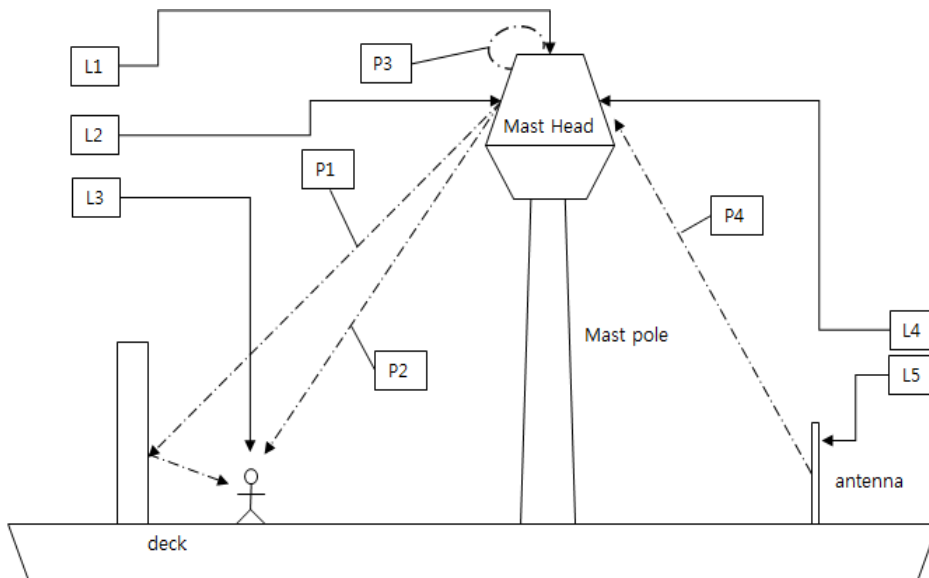 L1
P3
L2
Mast Head
P1
L3
P4
L4
Mast pole
P2
L5
antenna
deck